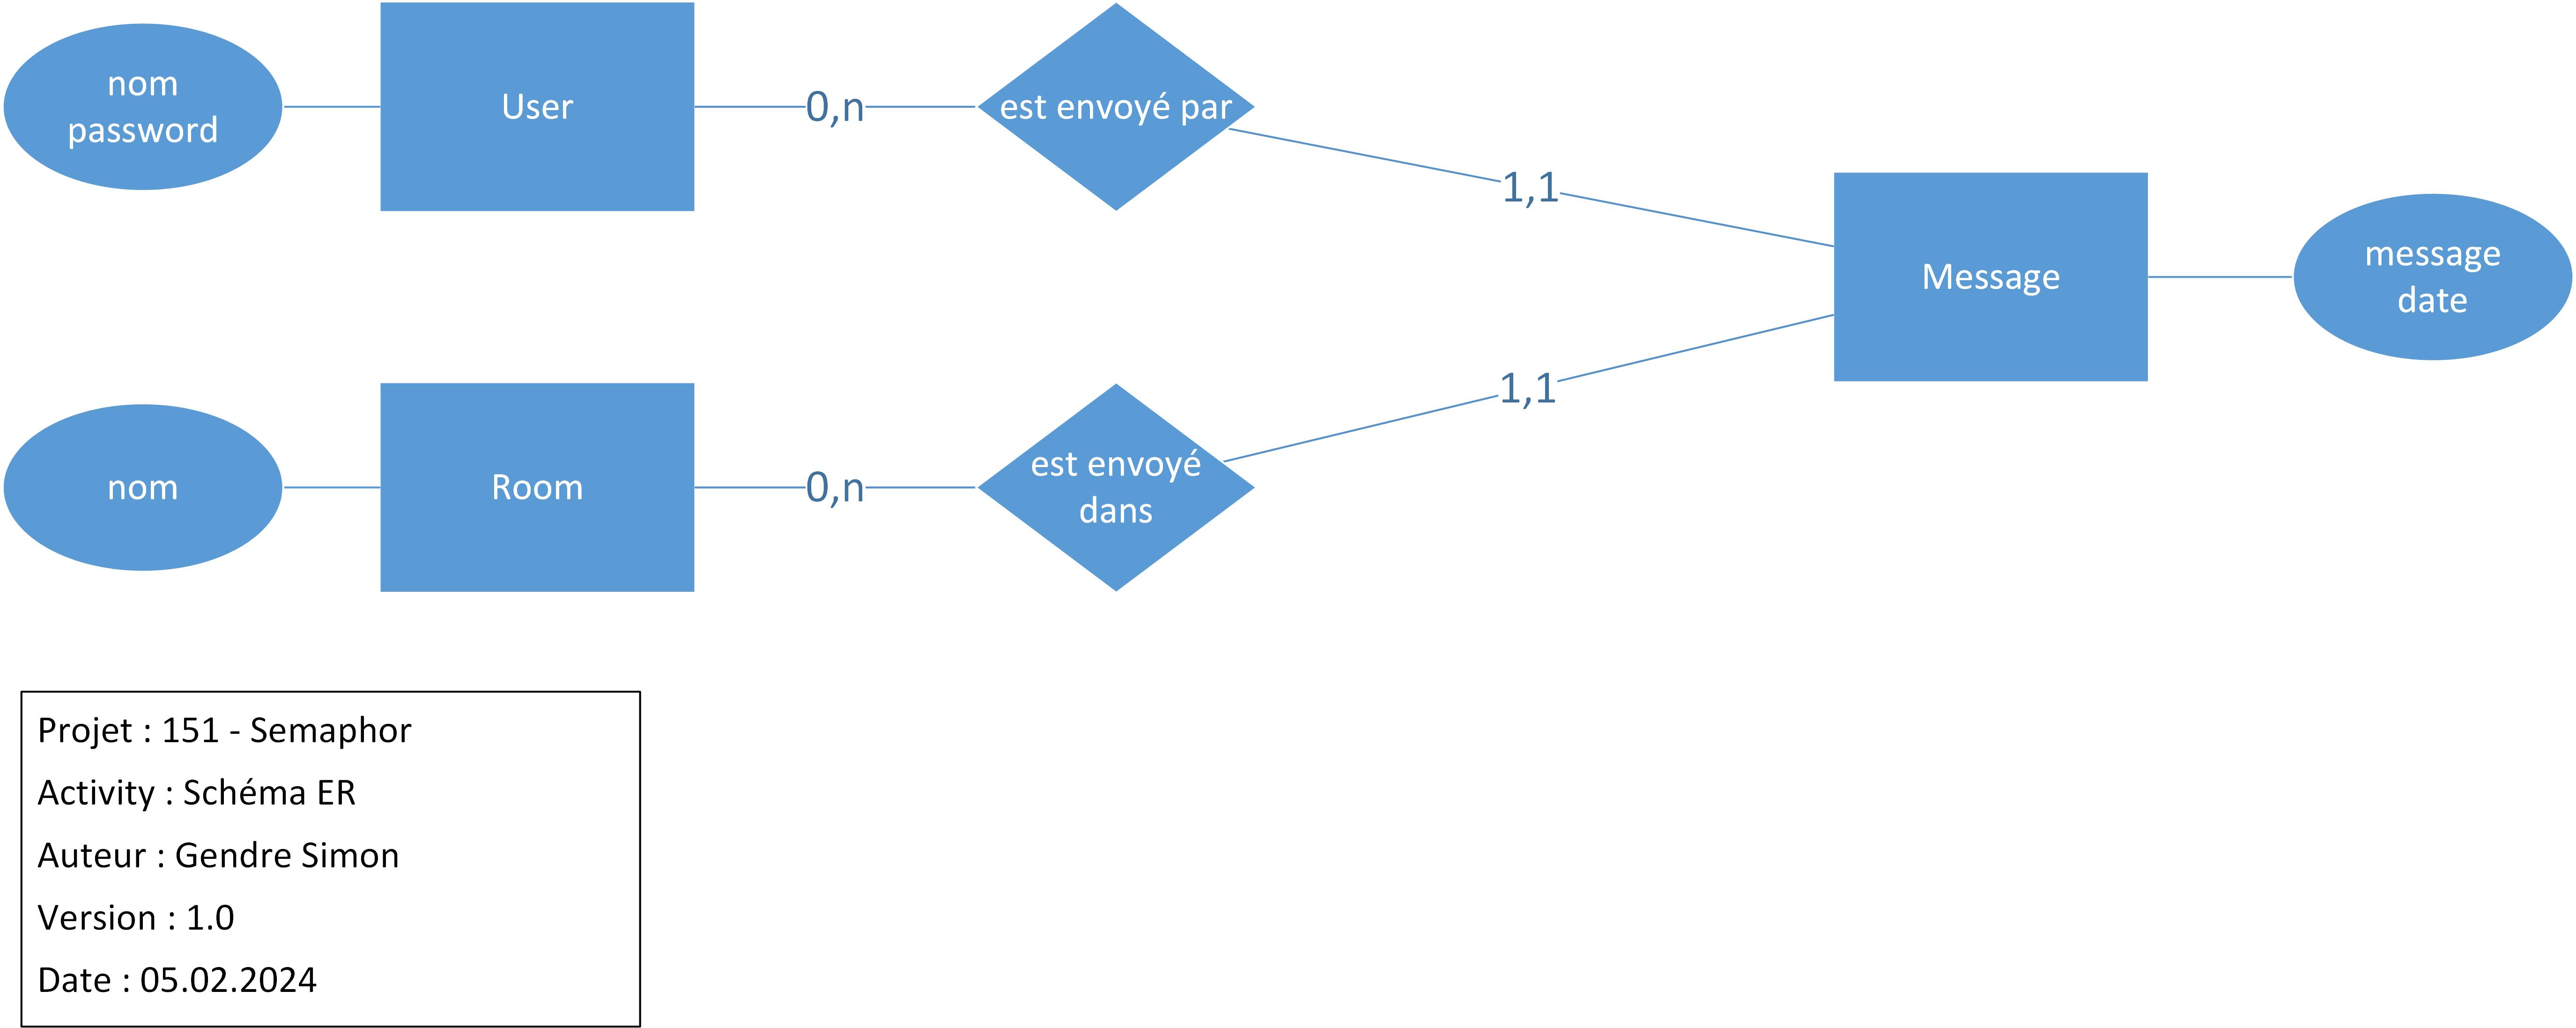 nom
password
User
0,n
est envoyé par
1,1
Message
message
date
nom
Room
0,n
est envoyé
dans
1,1
Projet : 151 - Semaphor
Activity : Schéma ER
Auteur : Gendre Simon
Version : 1.0
Date : 05.02.2024